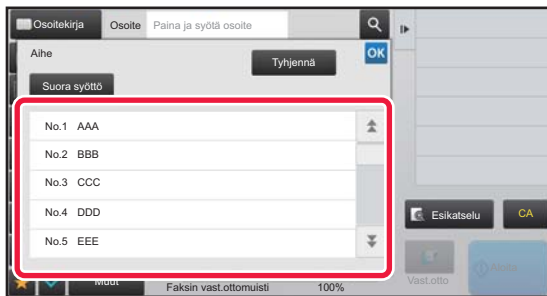 Osoitekirja Osoite Paina ja syötä osoite
Aihe Tyhjennä OK
Suora syöttö
No.1 AAA
No.2 BBB
No.3 CCC
No.4 DDD
No.5 EEE
Esikatselu CA
Muut Faksin vast.ottomuisti 100% Vast.otto Aloita